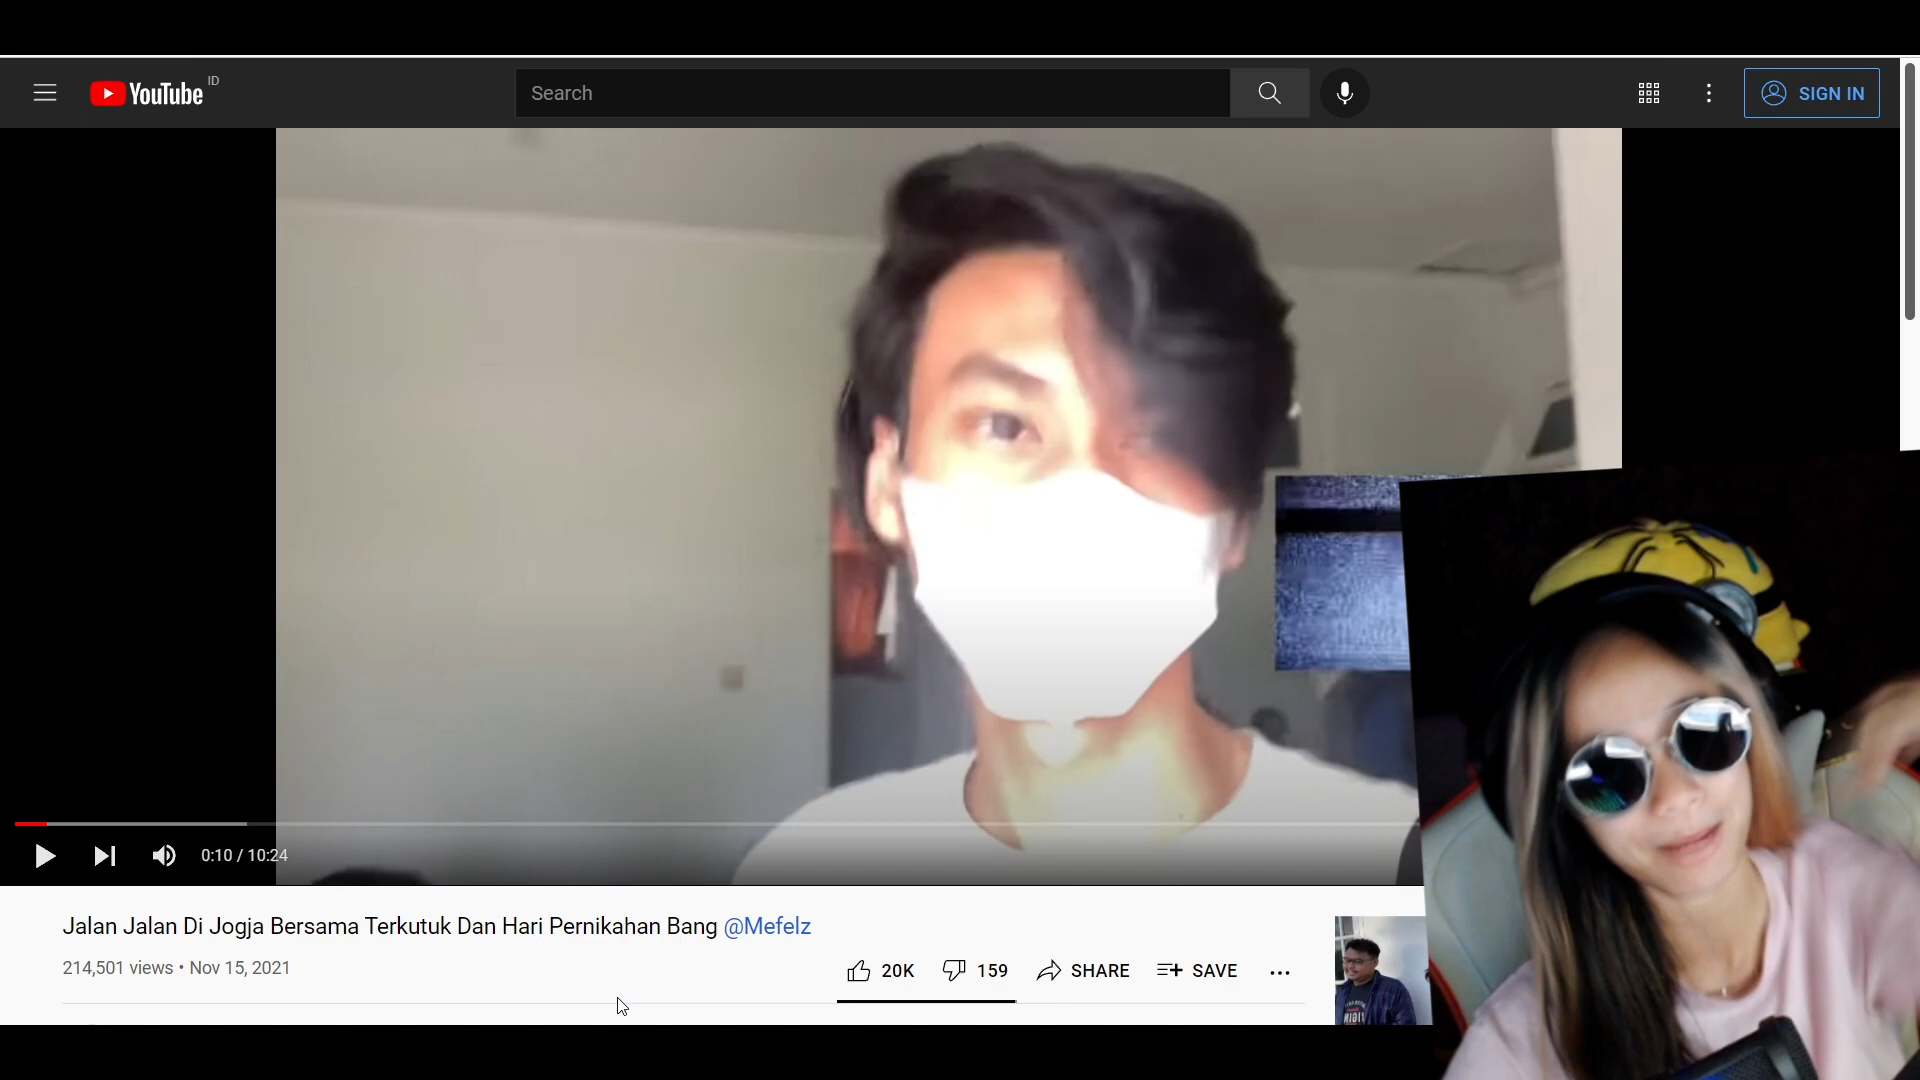 YouTube ID
Search
SIGN IN
0:10 / 10:24
Jalan Jalan Di Jogja Bersama Terkutuk Dan Hari Pernikahan Bang @Mefelz
214,501 views • Nov 15, 2021
20K
159
SHARE
SAVE